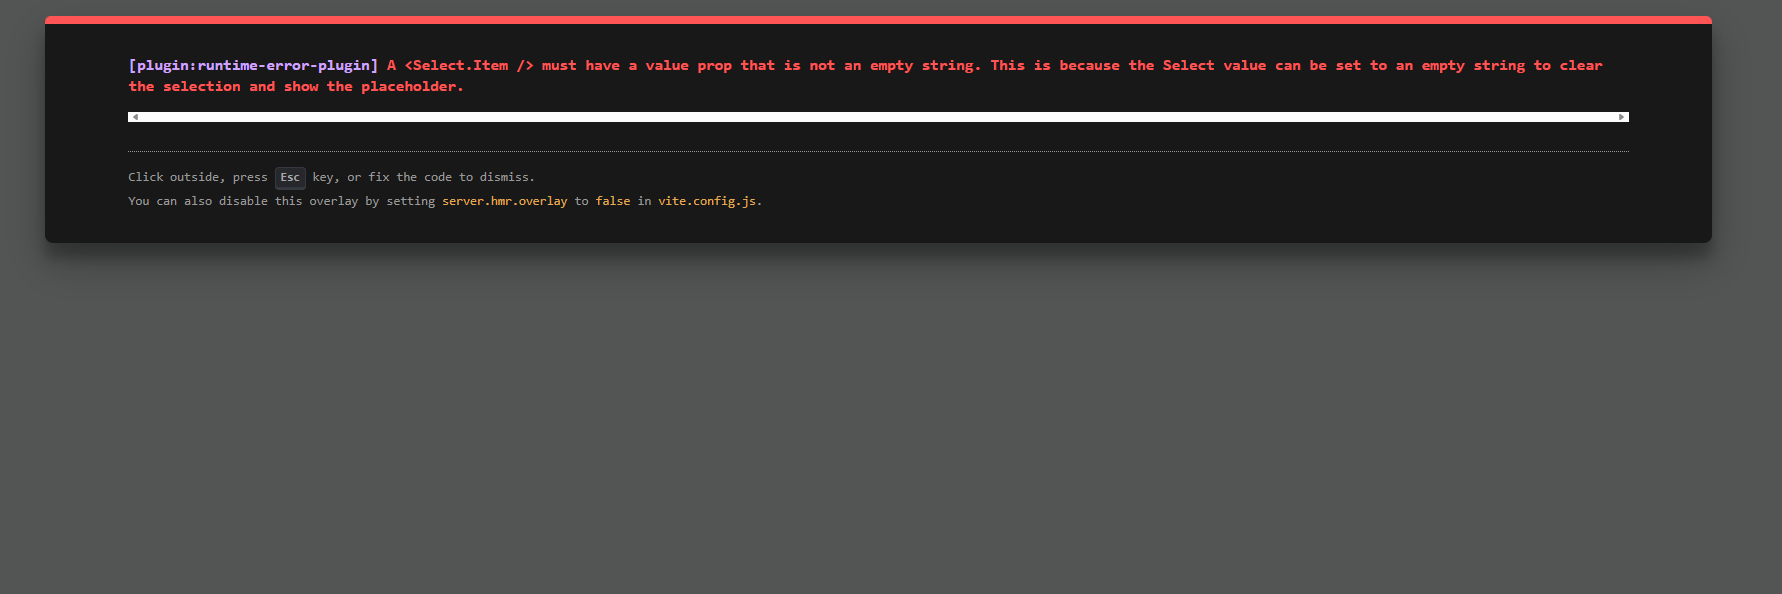 [plugin:runtime-error-plugin] A <Select.Item /> must have a value prop that is not an empty string. This is because the Select value can be set to an empty string to clear
the selection and show the placeholder.
Click outside, press Esc key, or fix the code to dismiss.
You can also disable this overlay by setting server.hmr.overlay to false in vite.config.js.